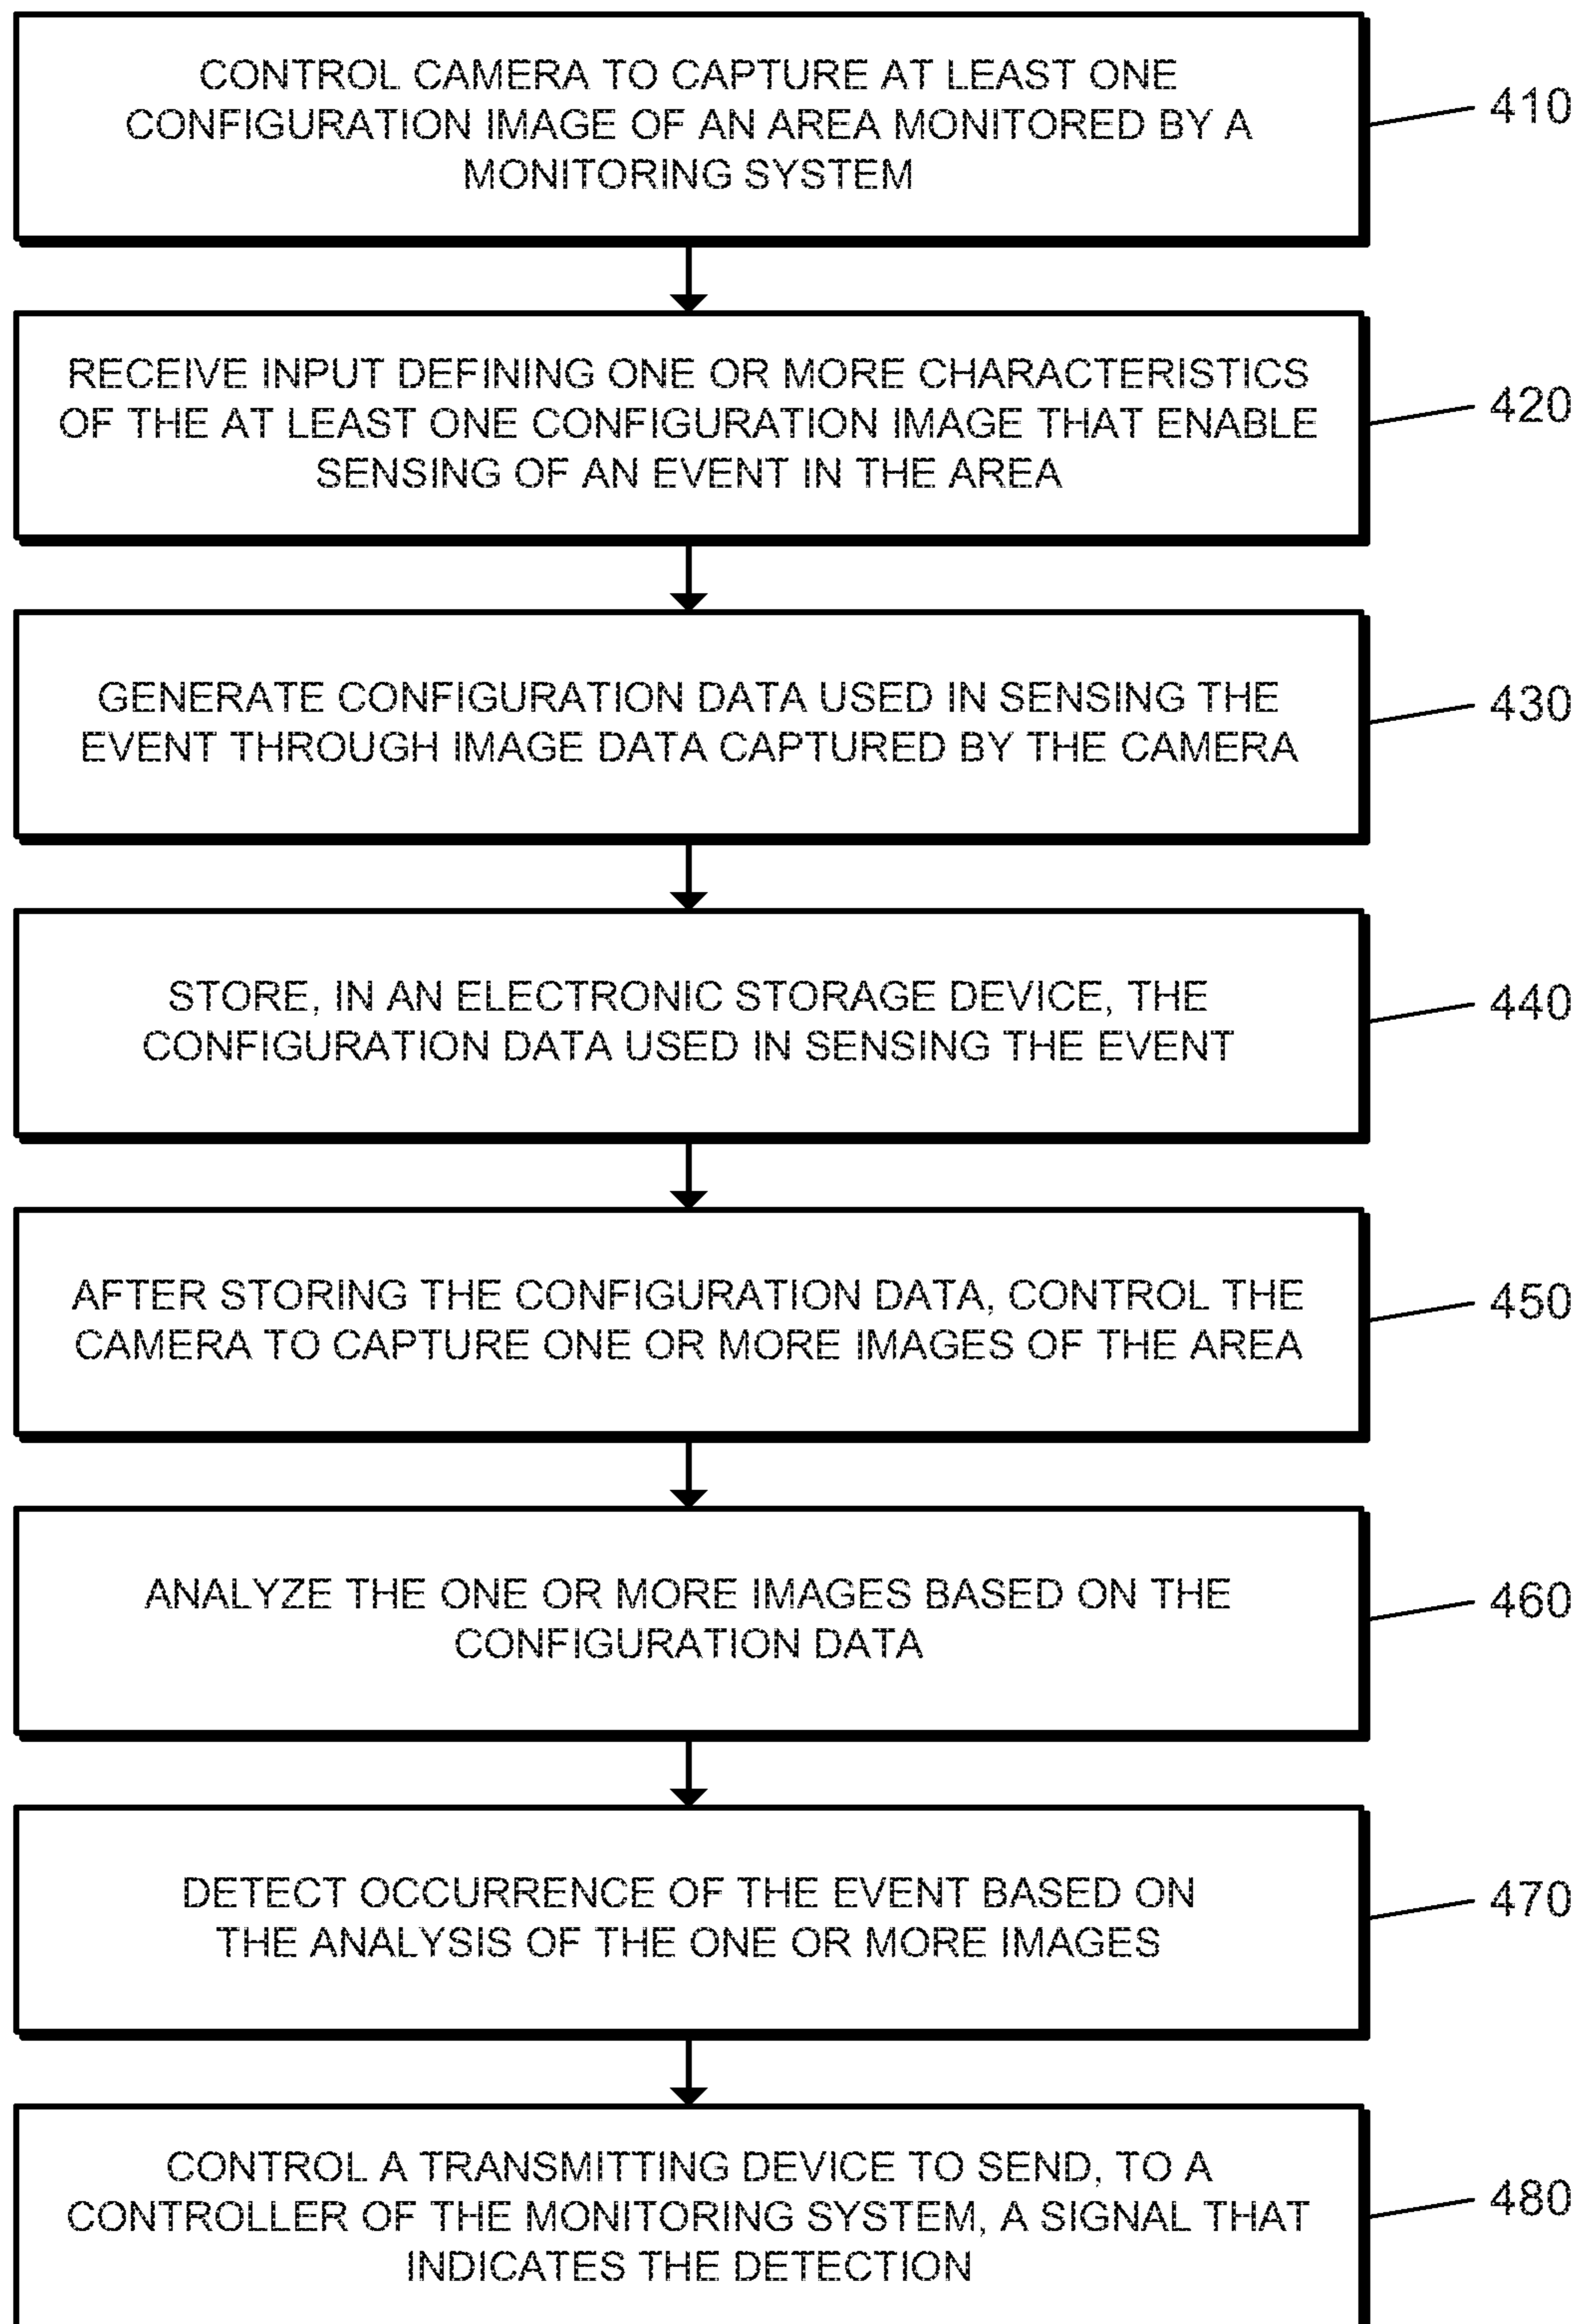 CONTROL CAMERA TO CAPTURE AT LEAST ONE
CONFIGURATION IMAGE OF AN AREA MONITORED BY A
MONITORING SYSTEM
410
RECEIVE INPUT DEFINING ONE OR MORE CHARACTERISTICS
OF THE AT LEAST ONE CONFIGURATION IMAGE THAT ENABLE
SENSING OF AN EVENT IN THE AREA
420
GENERATE CONFIGURATION DATA USED IN SENSING THE
EVENT THROUGH IMAGE DATA CAPTURED BY THE CAMERA
430
STORE, IN AN ELECTRONIC STORAGE DEVICE, THE
CONFIGURATION DATA USED IN SENSING THE EVENT
440
AFTER STORING THE CONFIGURATION DATA, CONTROL THE
CAMERA TO CAPTURE ONE OR MORE IMAGES OF THE AREA
450
ANALYZE THE ONE OR MORE IMAGES BASED ON THE
CONFIGURATION DATA
460
DETECT OCCURRENCE OF THE EVENT BASED ON
THE ANALYSIS OF THE ONE OR MORE IMAGES
470
CONTROL A TRANSMITTING DEVICE TO SEND, TO A
CONTROLLER OF THE MONITORING SYSTEM, A SIGNAL THAT
INDICATES THE DETECTION
480